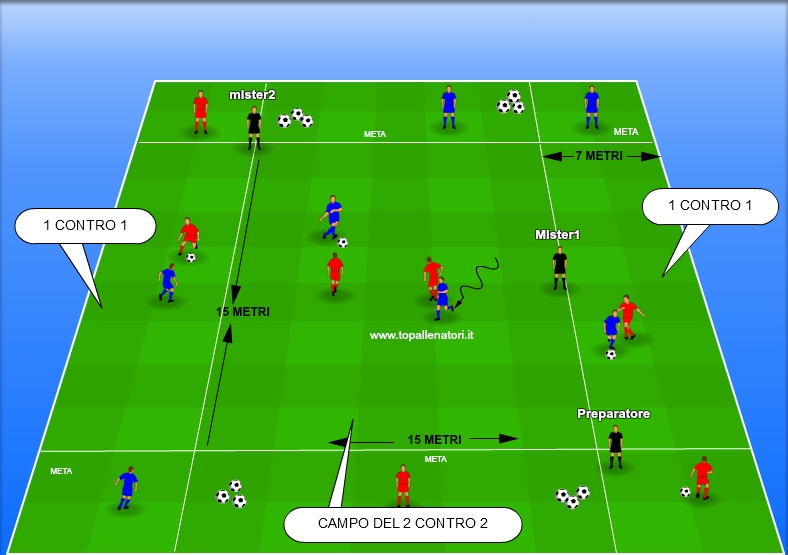 mister2
META
META
7 METRI
1 CONTRO 1
1 CONTRO 1
Mister1
15 METRI
www.topallenatori.it
Preparatore
15 METRI
META
META
CAMPO DEL 2 CONTRO 2